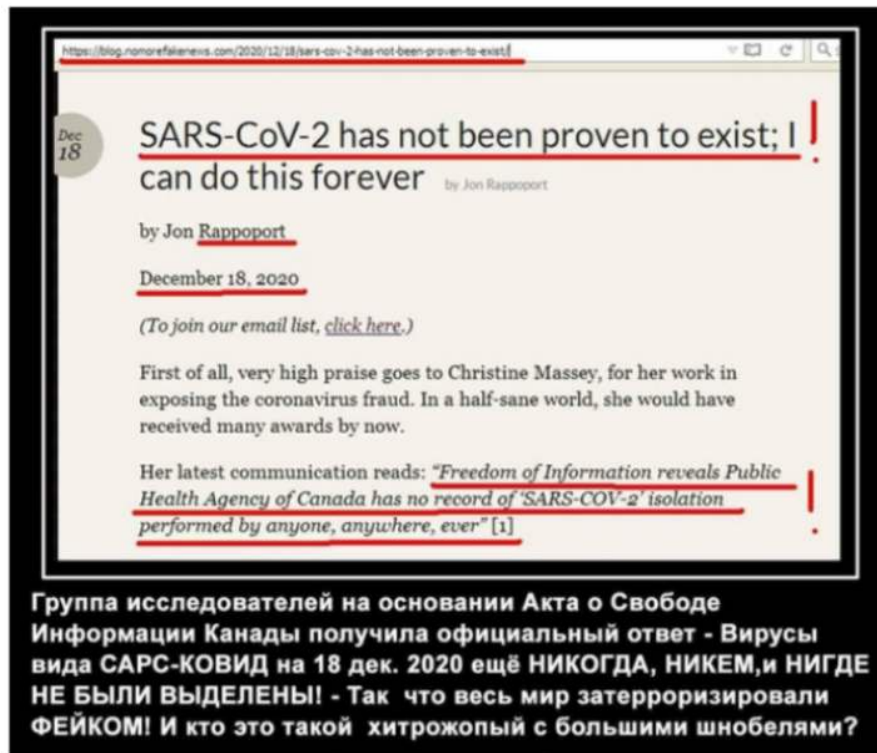 https://blog.nomorefakenews.com/2020/12/18/sars-cov-2-has-not-been-proven-to-exist/
Dec
18
SARS-CoV-2 has not been proven to exist; I
can do this forever by Jon Rappoport
by Jon Rappoport
December 18, 2020
(To join our email list, click here.)
First of all, very high praise goes to Christine Massey, for her work in
exposing the coronavirus fraud. In a half-sane world, she would have
received many awards by now.
Her latest communication reads: “Freedom of Information reveals Public
Health Agency of Canada has no record of ‘SARS-COV-2’ isolation
performed by anyone, anywhere, ever” [1]
Группа исследователей на основании Акта о Свободе
Информации Канады получила официальный ответ - Вирусы
вида САРС-КОВИД на 18 дек. 2020 ещё НИКОГДА, НИКЕМ,и НИГДЕ
НЕ БЫЛИ ВЫДЕЛЕНЫ! - Так что весь мир затерроризировали
ФЕЙКОМ! И кто это такой хитрожопый с большими шнобелями?